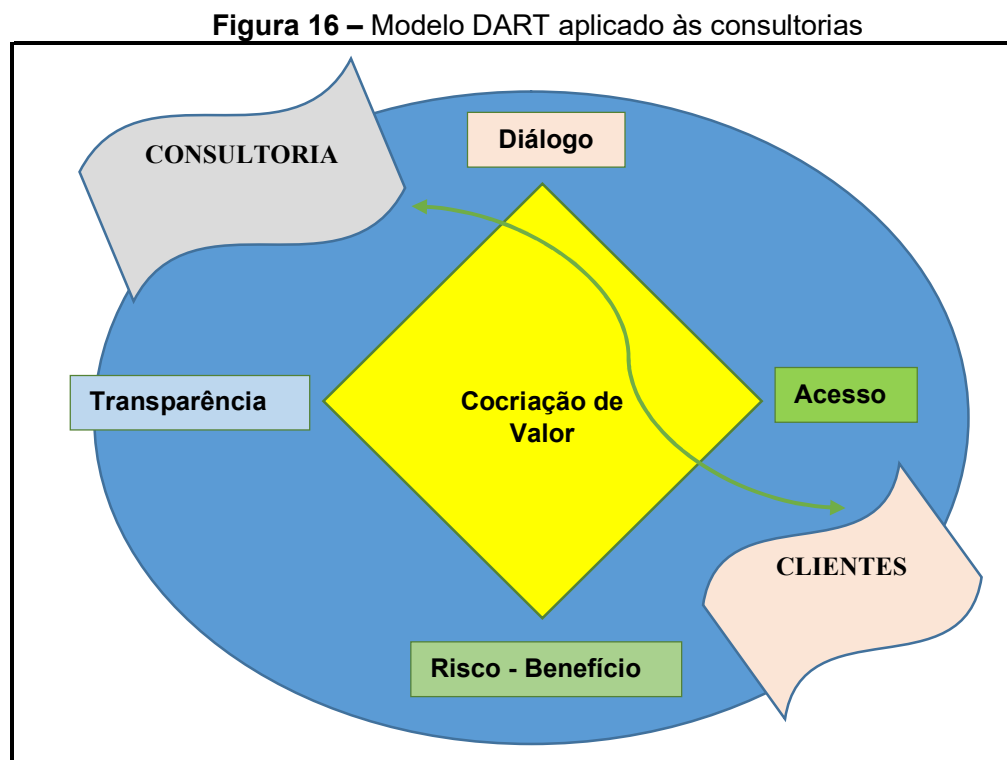 Figura 16 – Modelo DART aplicado às consultorias
CONSULTORIA
Diálogo
Transparência
Cocriação de
Valor
Acesso
CLIENTES
Risco - Benefício